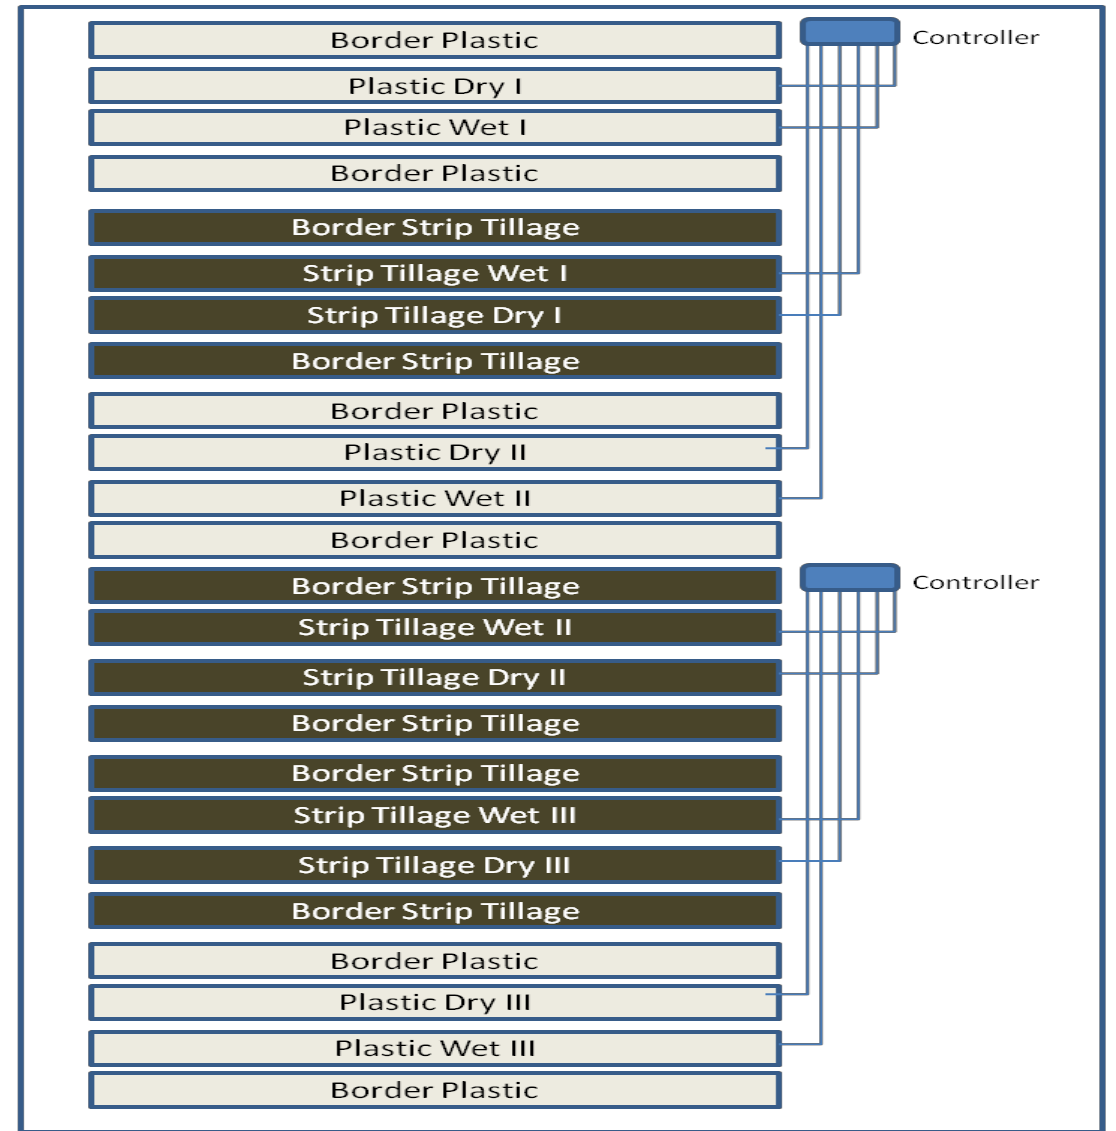 Border Plastic
Controller
Plastic Dry I
Plastic Wet I
Border Plastic
Border Strip Tillage
Strip Tillage Wet I
Strip Tillage Dry I
Border Strip Tillage
Border Plastic
Plastic Dry II
Plastic Wet II
Border Plastic
Border Strip Tillage
Controller
Strip Tillage Wet II
Strip Tillage Dry II
Border Strip Tillage
Border Strip Tillage
Strip Tillage Wet III
Strip Tillage Dry III
Border Strip Tillage
Border Plastic
Plastic Dry III
Plastic Wet III
Border Plastic